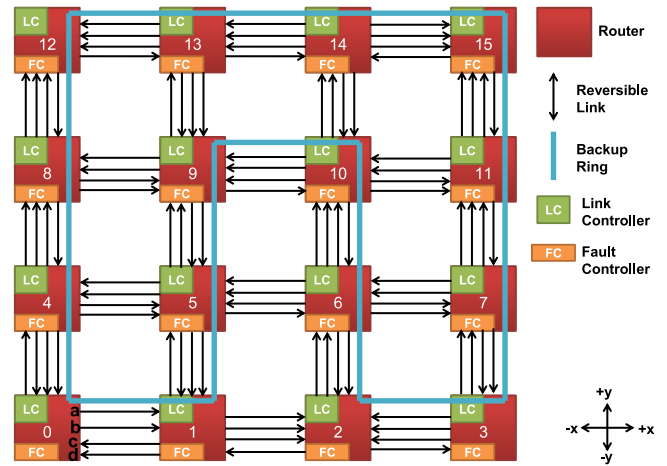 LC LC LC LC
12 13 14 15
FC FC FC FC
Router
Reversible
Link
LC LC LC LC
8 9 10 11
FC FC FC FC
Backup
Ring
LC Link
Controller
FC Fault
Controller
LC LC LC LC
4 5 6 7
FC FC FC FC
LC LC LC LC
a
0 1 2 3
b
c
FC FC FC FC
d
+y
-x +x
-y